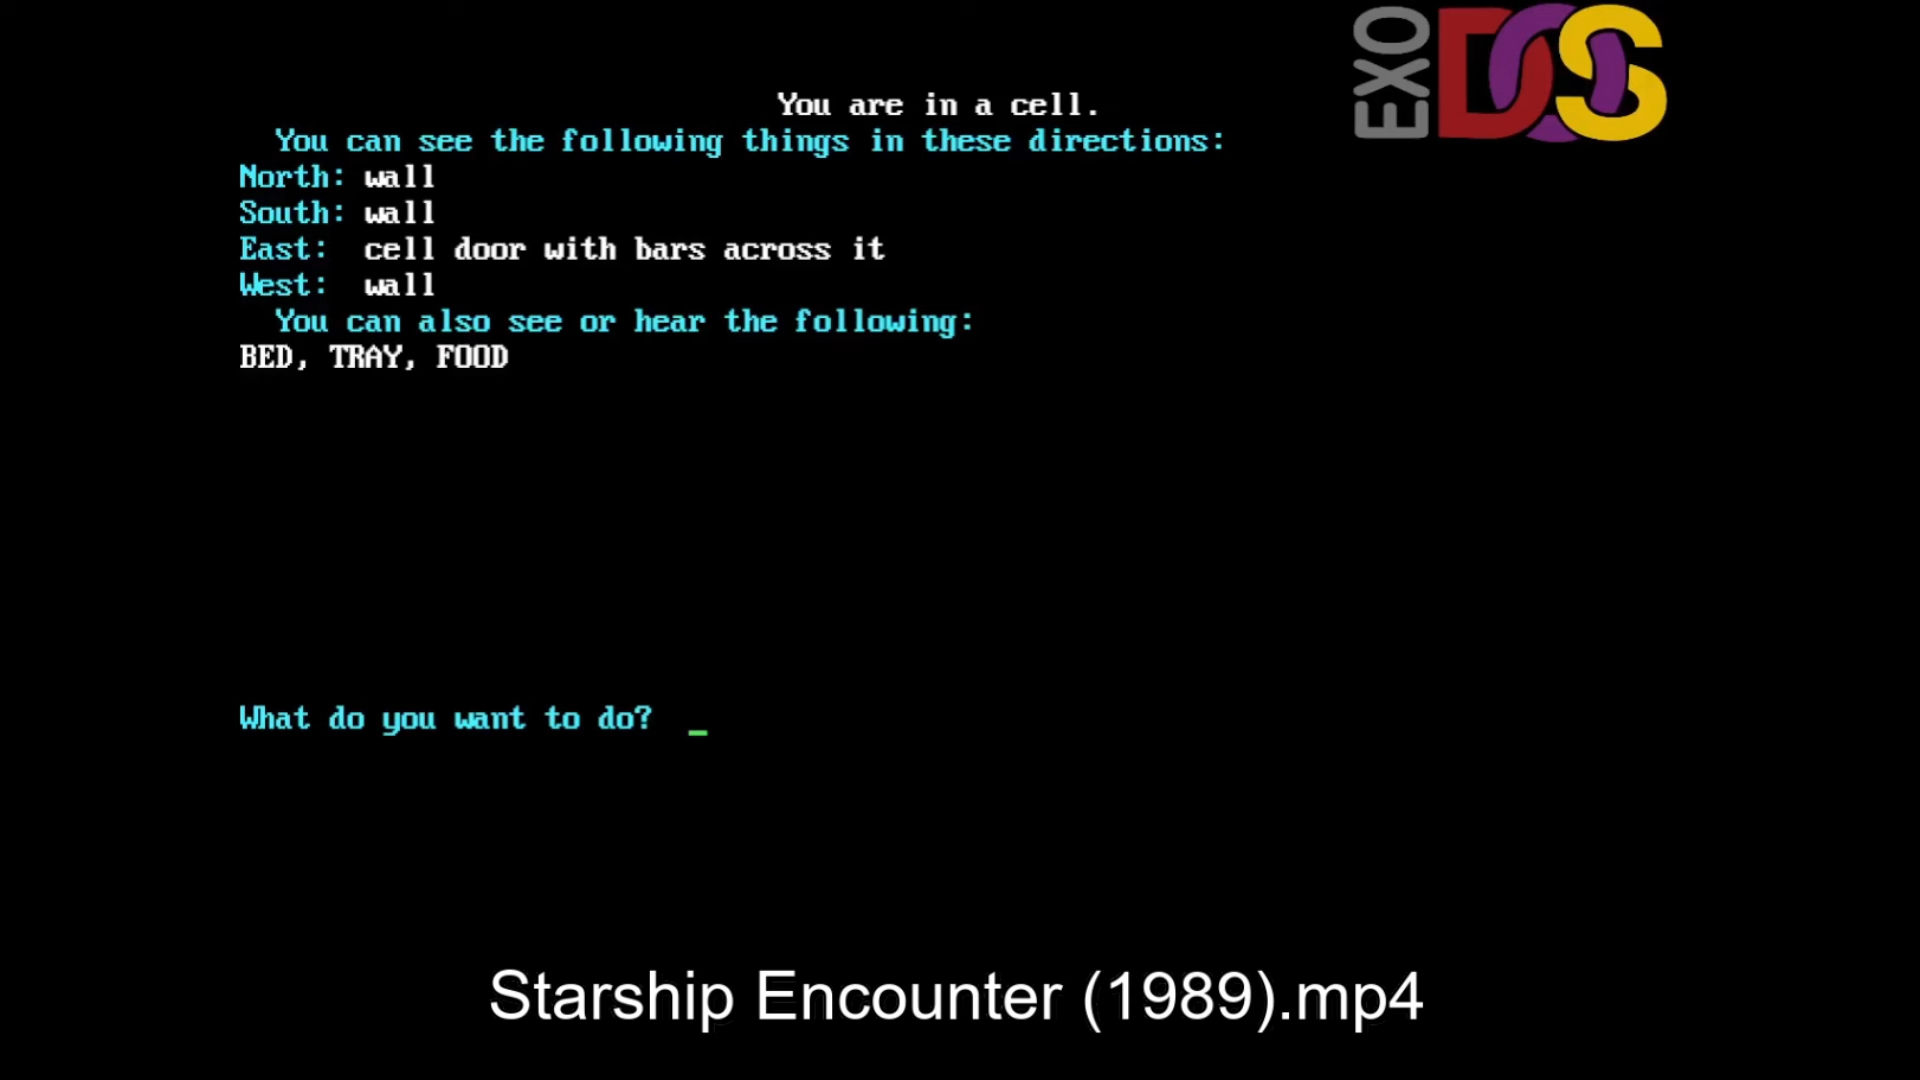 EXO DOS
You are in a cell.
You can see the following things in these directions:
North: wall
South: wall
East: cell door with bars across it
West: wall
You can also see or hear the following:
BED, TRAY, FOOD
What do you want to do? _
Starship Encounter (1989).mp4